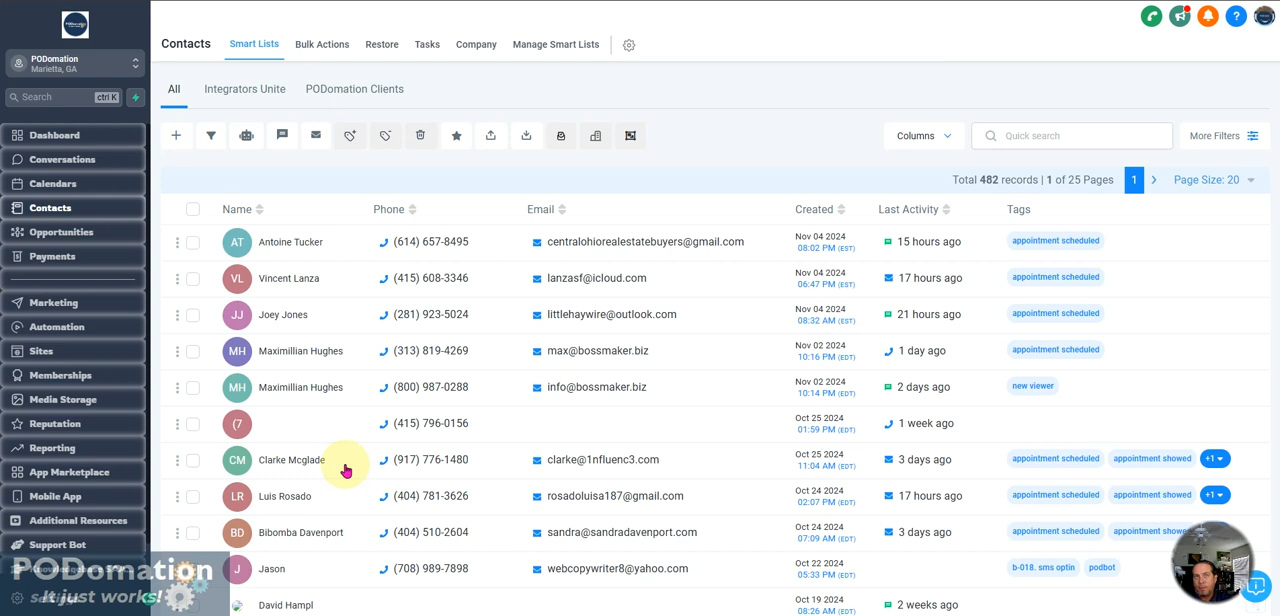 PODomation
Marietta, GA
Search ctrl K
Dashboard
Conversations
Calendars
Contacts
Opportunities
Payments
Marketing
Automation
Sites
Memberships
Media Storage
Reputation
Reporting
App Marketplace
Mobile App
Additional Resources
Support Bot
PODomation
It just works!
Contacts Smart Lists Bulk Actions Restore Tasks Company Manage Smart Lists
All Integrators Unite PODomation Clients
Columns Quick search More Filters
Total 482 records | 1 of 25 Pages 1 Page Size: 20
Name Phone Email Created Last Activity Tags
AT Antoine Tucker (614) 657-8495 centralohiorealestatebuyers@gmail.com Nov 04 2024 15 hours ago appointment scheduled
08:02 PM (EST)
VL Vincent Lanza (415) 608-3346 lanzasf@icloud.com Nov 04 2024 17 hours ago appointment scheduled
06:47 PM (EST)
JJ Joey Jones (281) 923-5024 littlehaywire@outlook.com Nov 04 2024 21 hours ago appointment scheduled
08:32 AM (EST)
MH Maximillian Hughes (313) 819-4269 max@bossmaker.biz Nov 02 2024 1 day ago appointment scheduled
10:16 PM (EDT)
MH Maximillian Hughes (800) 987-0288 info@bossmaker.biz Nov 02 2024 2 days ago new viewer
10:14 PM (EDT)
(7 (415) 796-0156 Oct 25 2024 1 week ago
01:59 PM (EDT)
CM Clarke Mcglade (917) 776-1480 clarke@1nfluenc3.com Oct 25 2024 3 days ago appointment scheduled appointment showed +1
11:04 AM (EDT)
LR Luis Rosado (404) 781-3626 rosadoluisa187@gmail.com Oct 24 2024 17 hours ago appointment scheduled appointment showed +1
02:07 PM (EDT)
BD Bibomba Davenport (404) 510-2604 sandra@sandradavenport.com Oct 24 2024 3 days ago appointment scheduled appointment showed
07:09 AM (EDT)
J Jason (708) 989-7898 webcopywriter8@yahoo.com Oct 22 2024 b-018. sms optin podbot
05:33 PM (EDT)
David Hampl Oct 19 2024 2 weeks ago
08:26 AM (EDT)